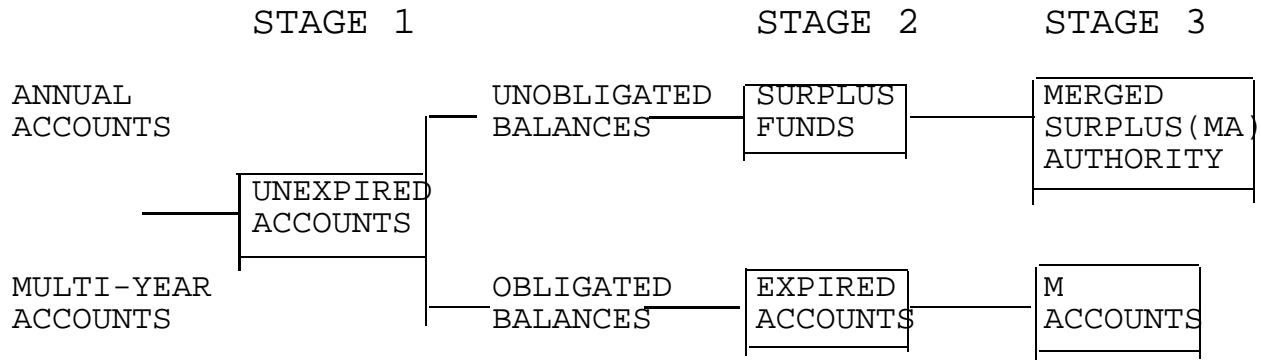 STAGE 1 STAGE 2 STAGE 3
ANNUAL
ACCOUNTS
UNEXPIRED
ACCOUNTS
MULTI-YEAR
ACCOUNTS
UNOBLIGATED
BALANCES
SURPLUS
FUNDS
MERGED
SURPLUS(MA)
AUTHORITY
OBLIGATED
BALANCES
EXPIRED
ACCOUNTS
M
ACCOUNTS